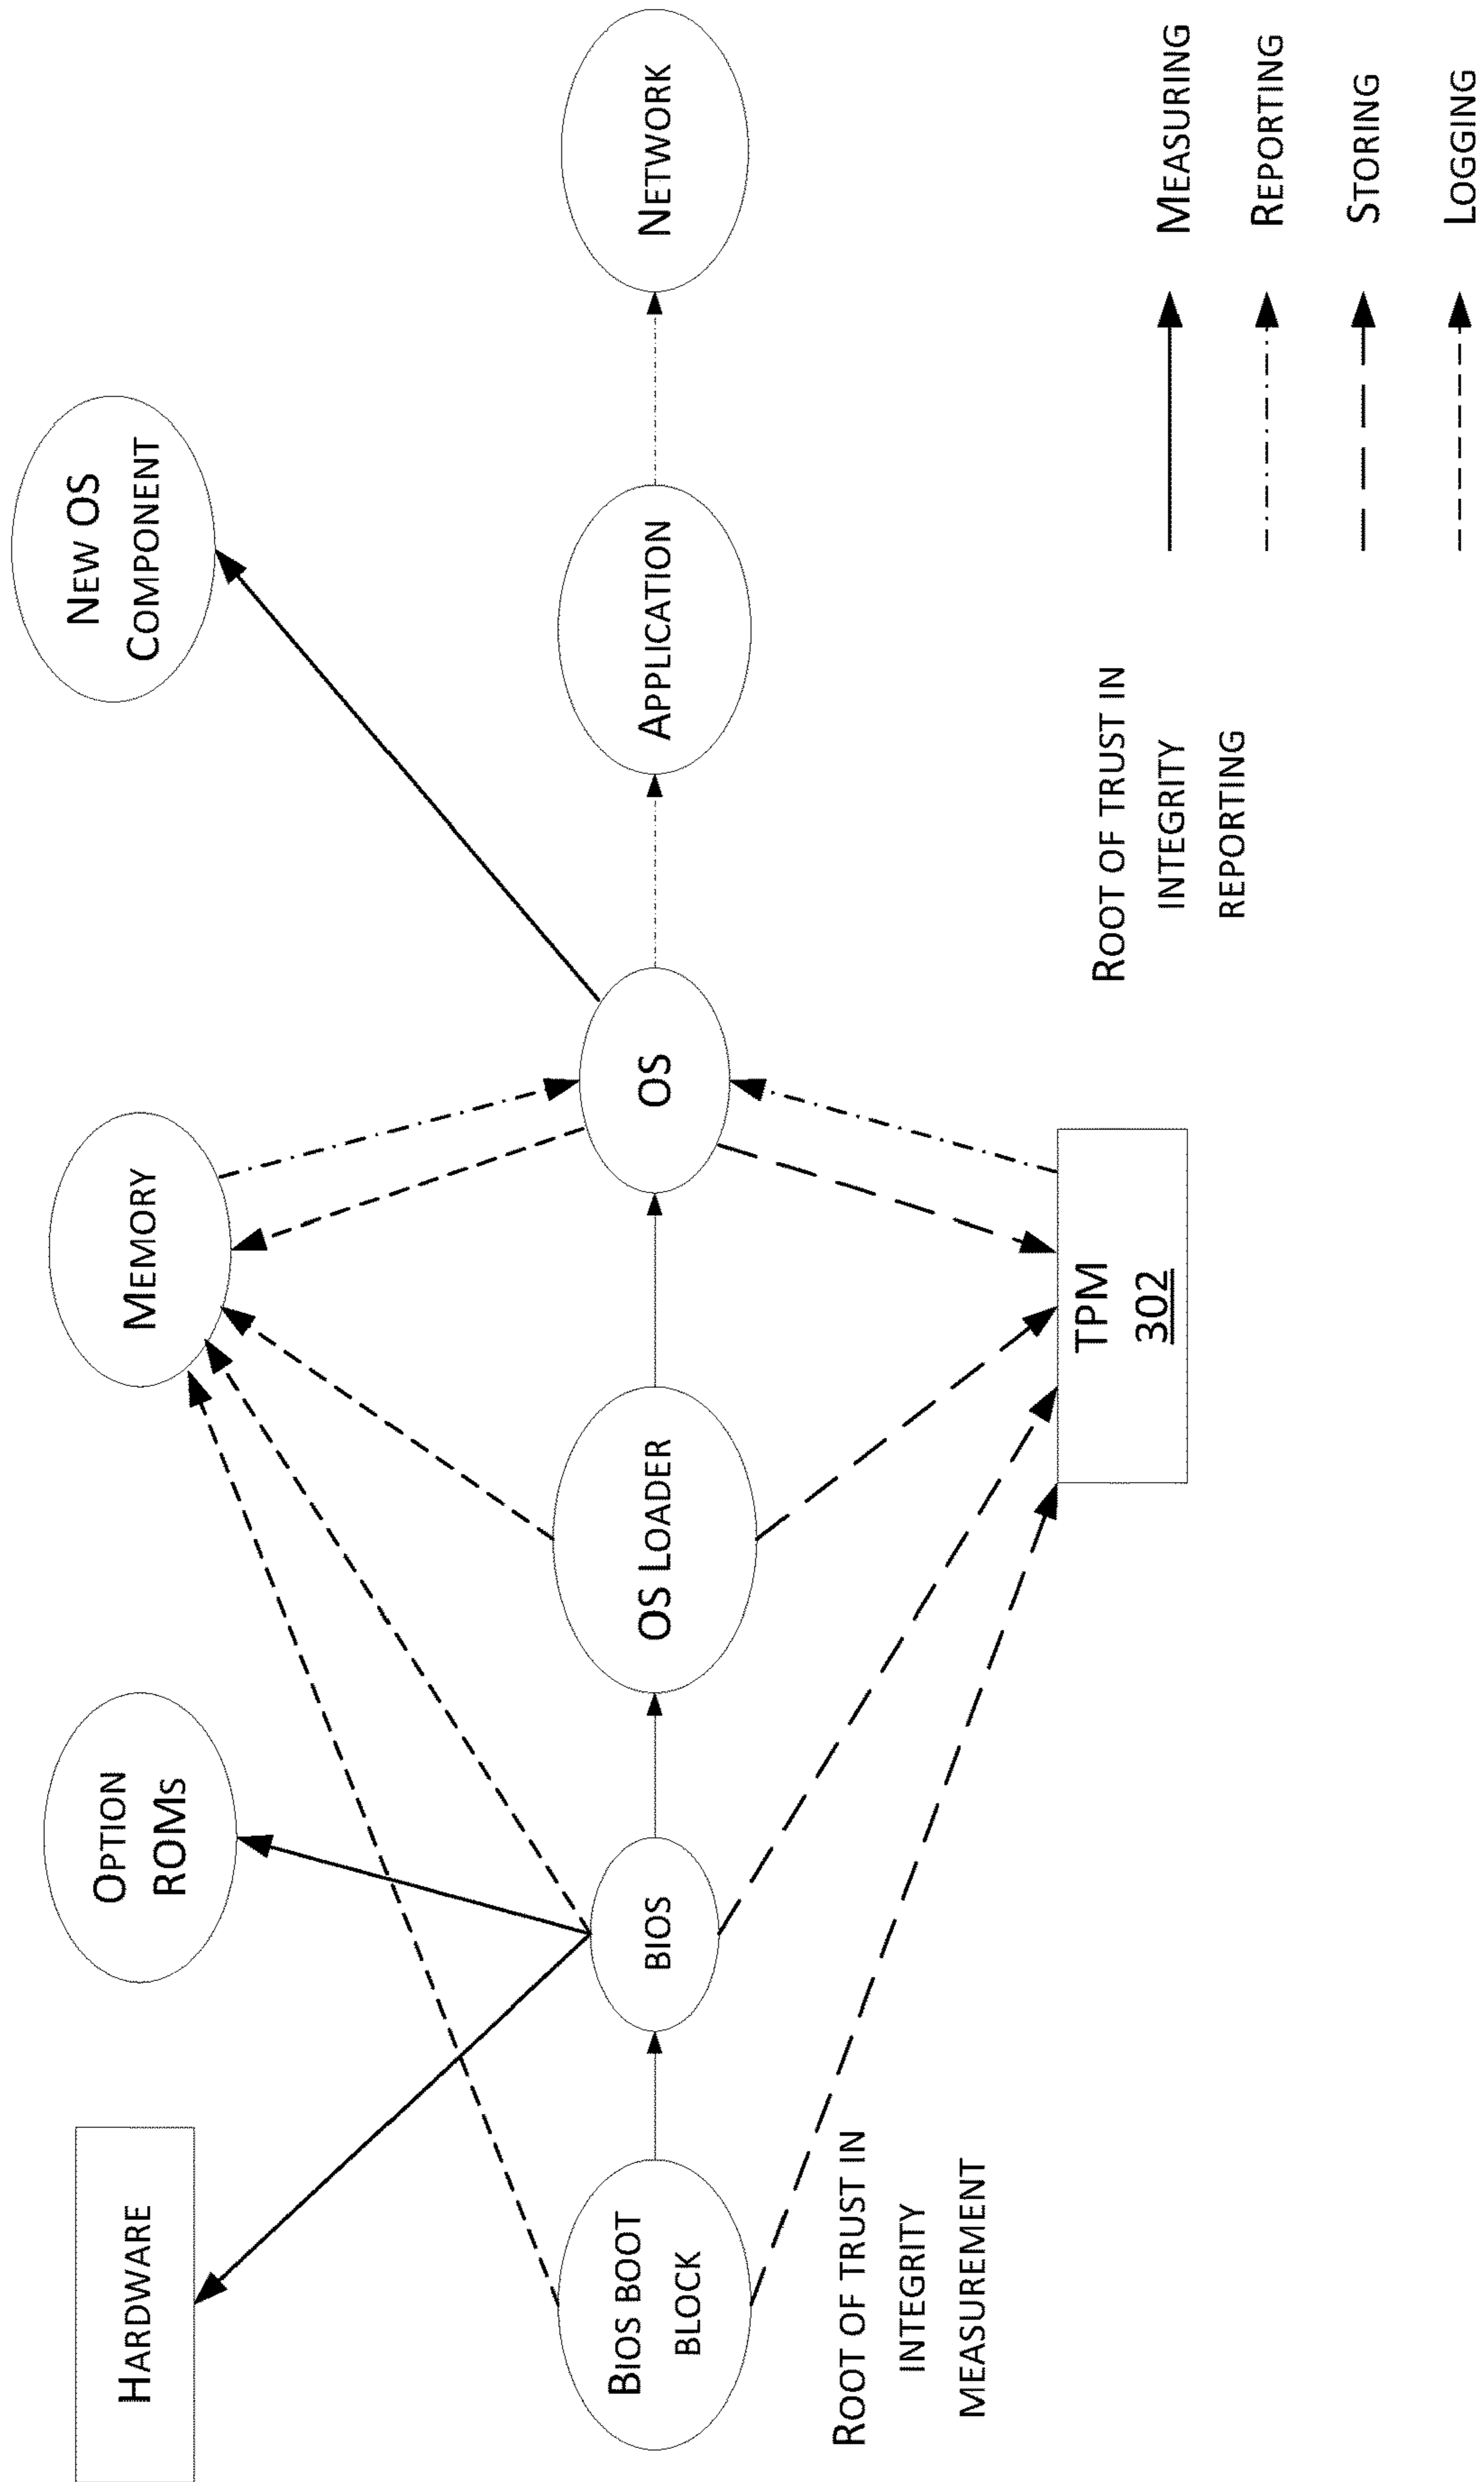 HARDWARE
OPTION
ROMS
MEMORY
NEW OS
COMPONENT
BIOS BOOT
BLOCK
BIOS
OS LOADER
OS
APPLICATION
NETWORK
ROOT OF TRUST IN
INTEGRITY
MEASUREMENT
TPM
302
ROOT OF TRUST IN
INTEGRITY
REPORTING
MEASURING
REPORTING
STORING
LOGGING